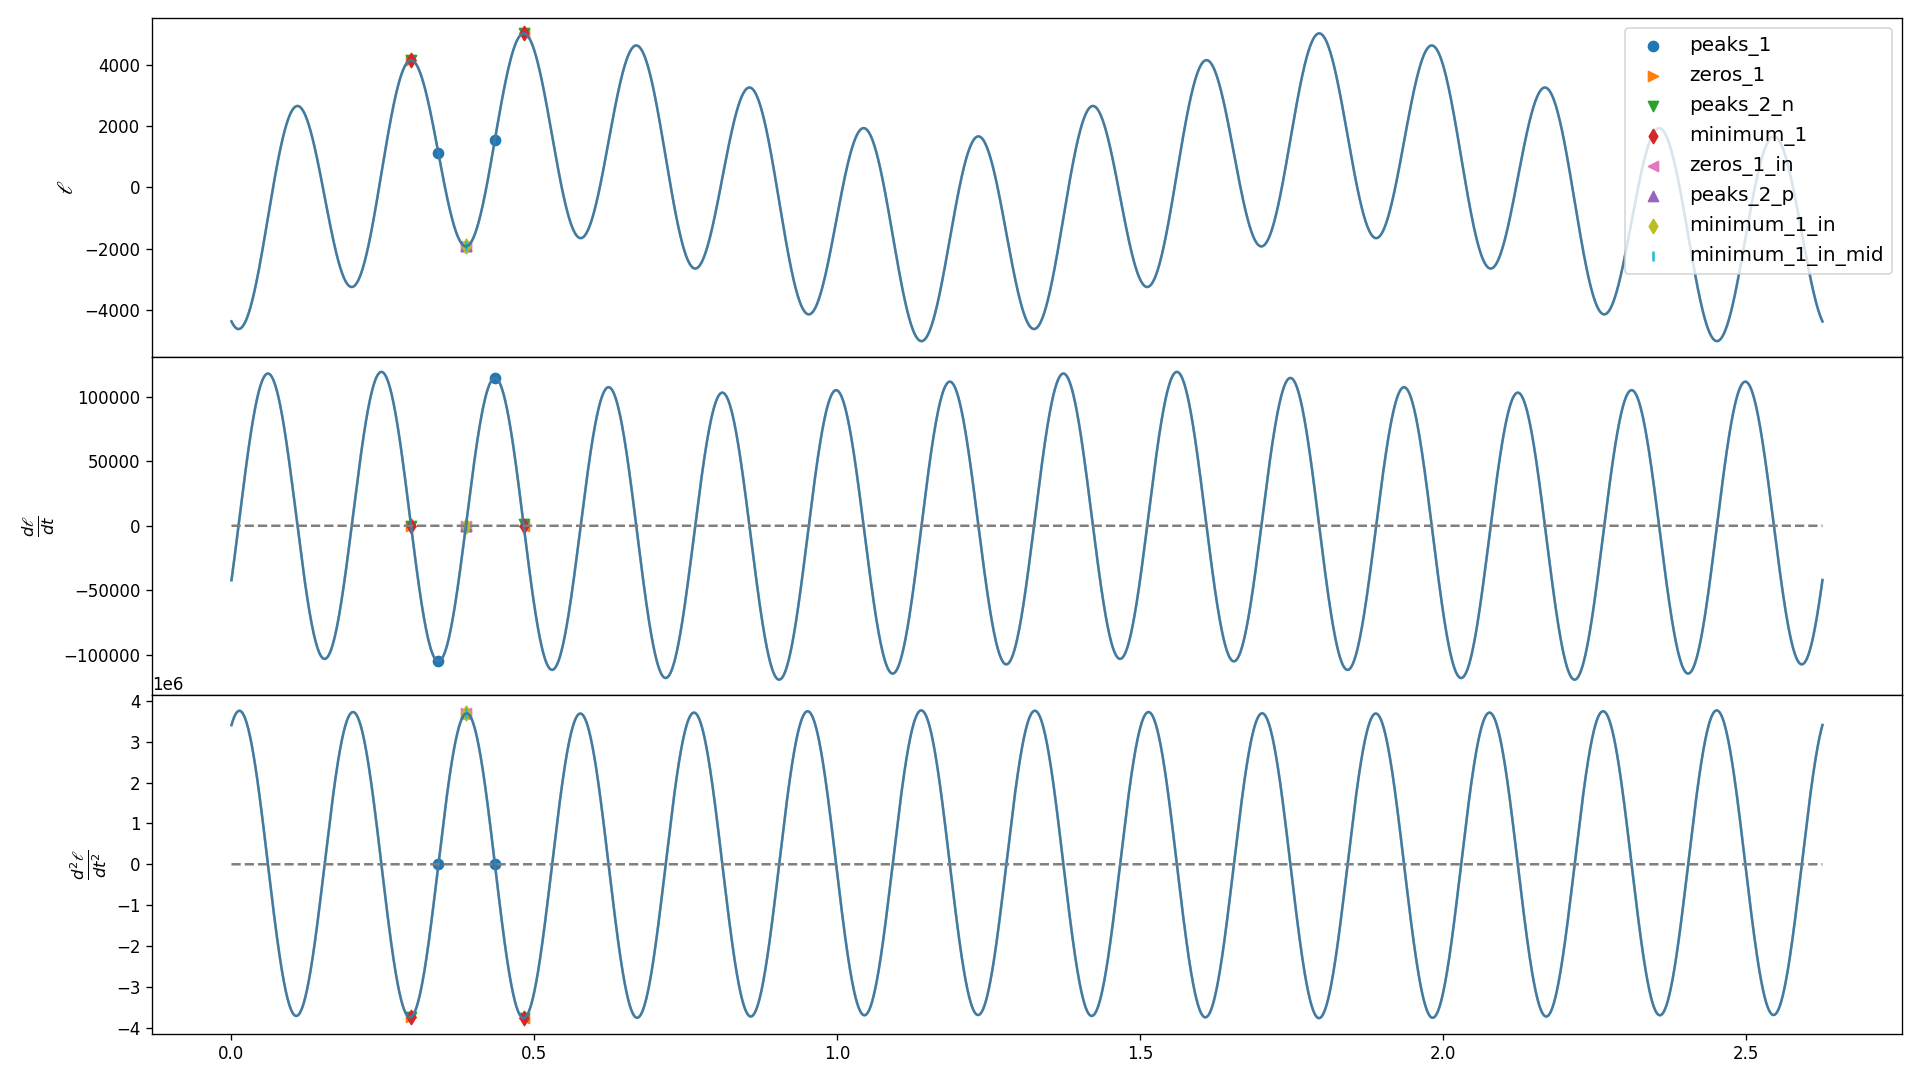 4000
2000
0
−2000
−4000
ℓ
peaks_1
zeros_1
peaks_2_n
minimum_1
zeros_1_in
peaks_2_p
minimum_1_in
minimum_1_in_mid
100000
50000
0
−50000
−100000
dℓ
dt
1e6
4
3
2
1
0
−1
−2
−3
−4
d²ℓ
dt²
0.0 0.5 1.0 1.5 2.0 2.5